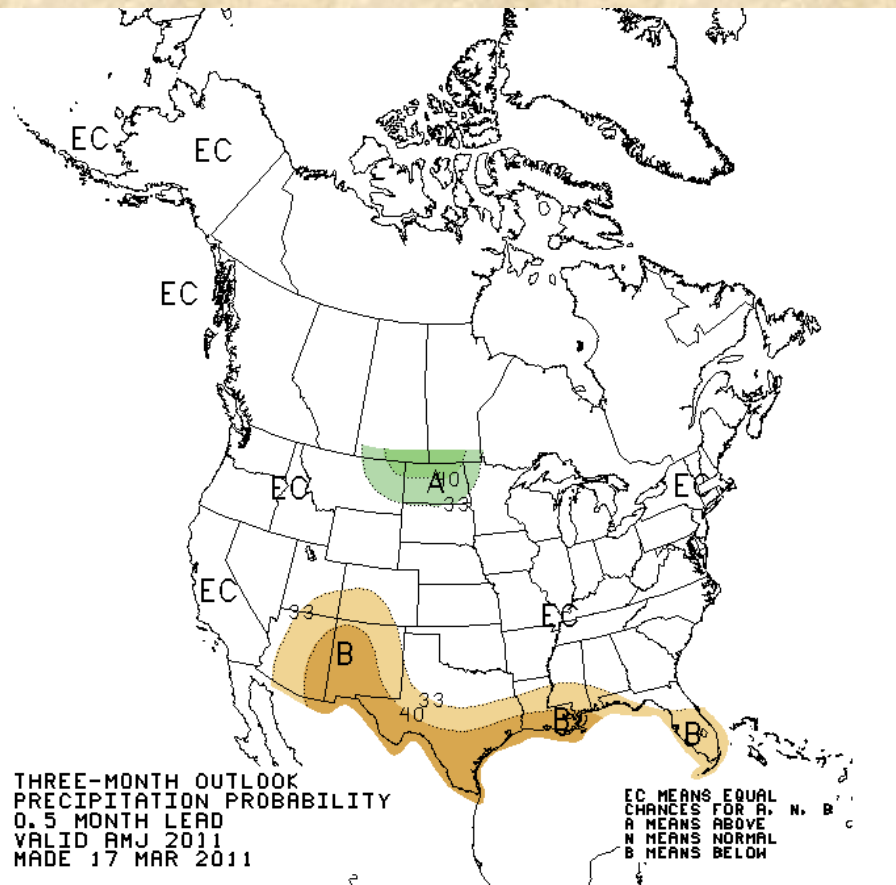 EC
EC
EC
40
A
33
EC
EC
EC
33
EC
B
33
40
B
B
THREE-MONTH OUTLOOK
PRECIPITATION PROBABILITY
0.5 MONTH LEAD
VALID AMJ 2011
MADE 17 MAR 2011
EC MEANS EQUAL
CHANCES FOR A, N, B
A MEANS ABOVE
N MEANS NORMAL
B MEANS BELOW